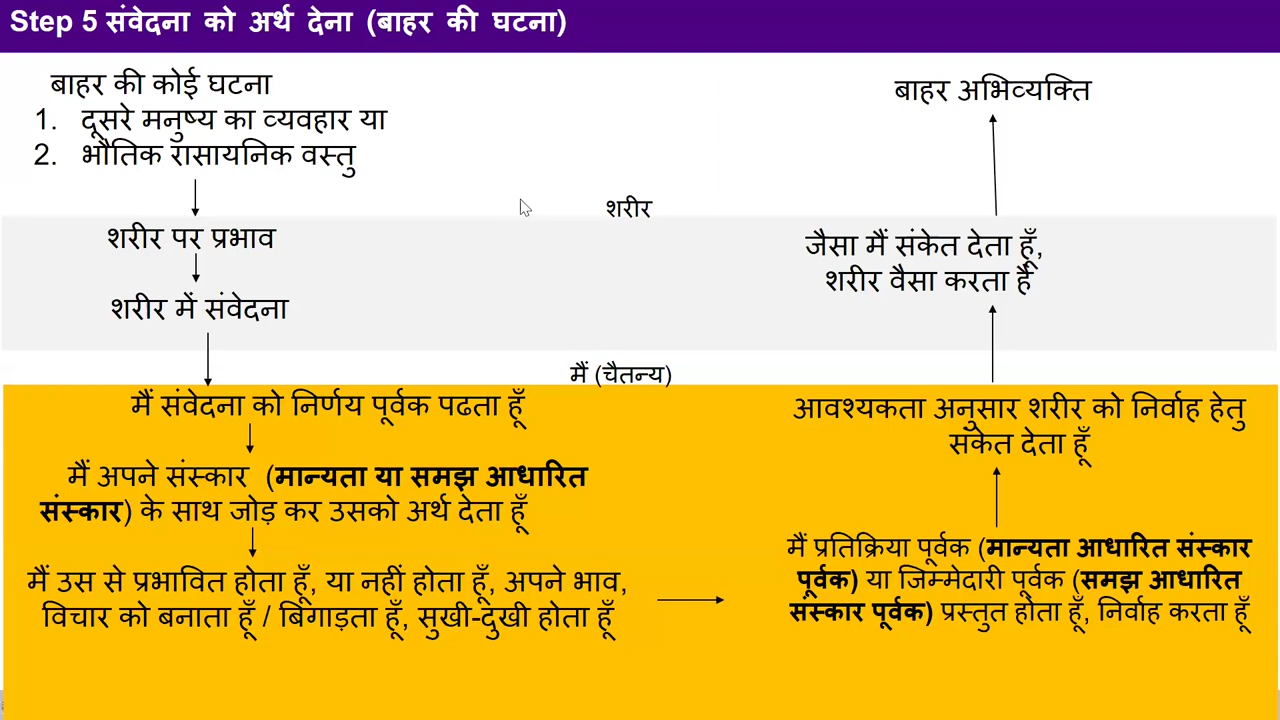 Step 5 संवेदना को अर्थ देना (बाहर की घटना)
बाहर की कोई घटना
1. दूसरे मनुष्य का व्यवहार या
2. भौतिक रासायनिक वस्तु
बाहर अभिव्यक्ति
शरीर
शरीर पर प्रभाव
शरीर में संवेदना
जैसा मैं संकेत देता हूँ,
शरीर वैसा करता है
मैं (चैतन्य)
मैं संवेदना को निर्णय पूर्वक पढता हूँ
मैं अपने संस्कार (मान्यता या समझ आधारित
संस्कार) के साथ जोड़ कर उसको अर्थ देता हूँ
मैं उस से प्रभावित होता हूँ, या नहीं होता हूँ, अपने भाव,
विचार को बनाता हूँ / बिगाड़ता हूँ, सुखी-दुखी होता हूँ
आवश्यकता अनुसार शरीर को निर्वाह हेतु
संकेत देता हूँ
मैं प्रतिक्रिया पूर्वक (मान्यता आधारित संस्कार
पूर्वक) या जिम्मेदारी पूर्वक (समझ आधारित
संस्कार पूर्वक) प्रस्तुत होता हूँ, निर्वाह करता हूँ